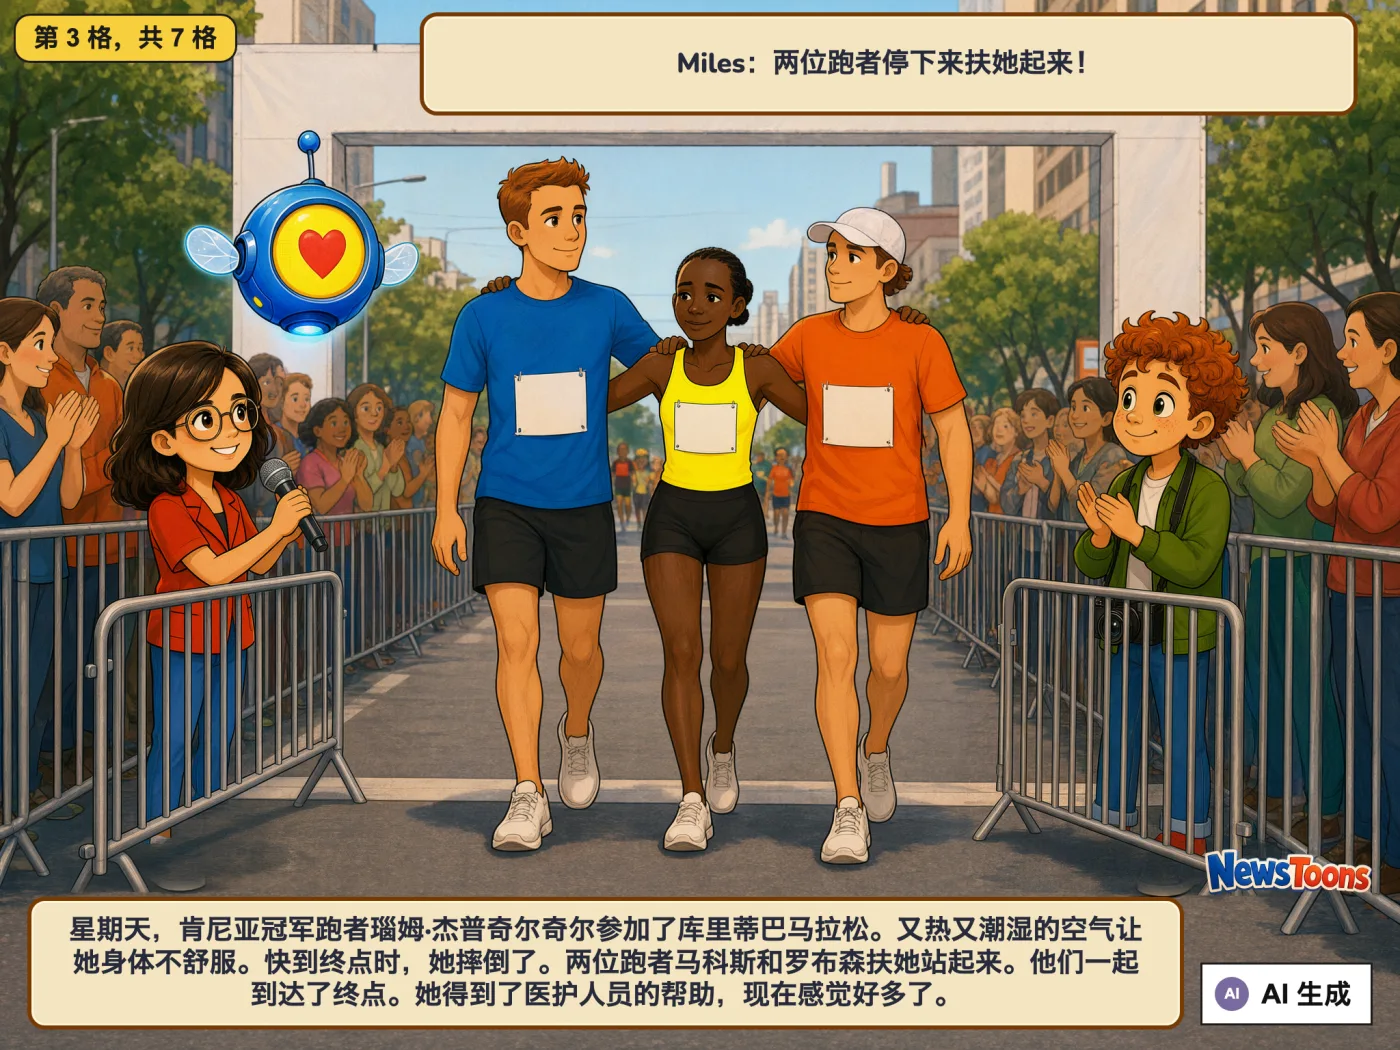 第 3 格，共 7 格
Miles：两位跑者停下来扶她起来！
星期天，肯尼亚冠军跑者瑙姆·杰普奇尔奇尔参加了库里蒂巴马拉松。又热又潮湿的空气让
她身体不舒服。快到终点时，她摔倒了。两位跑者马科斯和罗布森扶她站起来。他们一起
到达了终点。她得到了医护人员的帮助，现在感觉好多了。
NewsToons
AI AI 生成